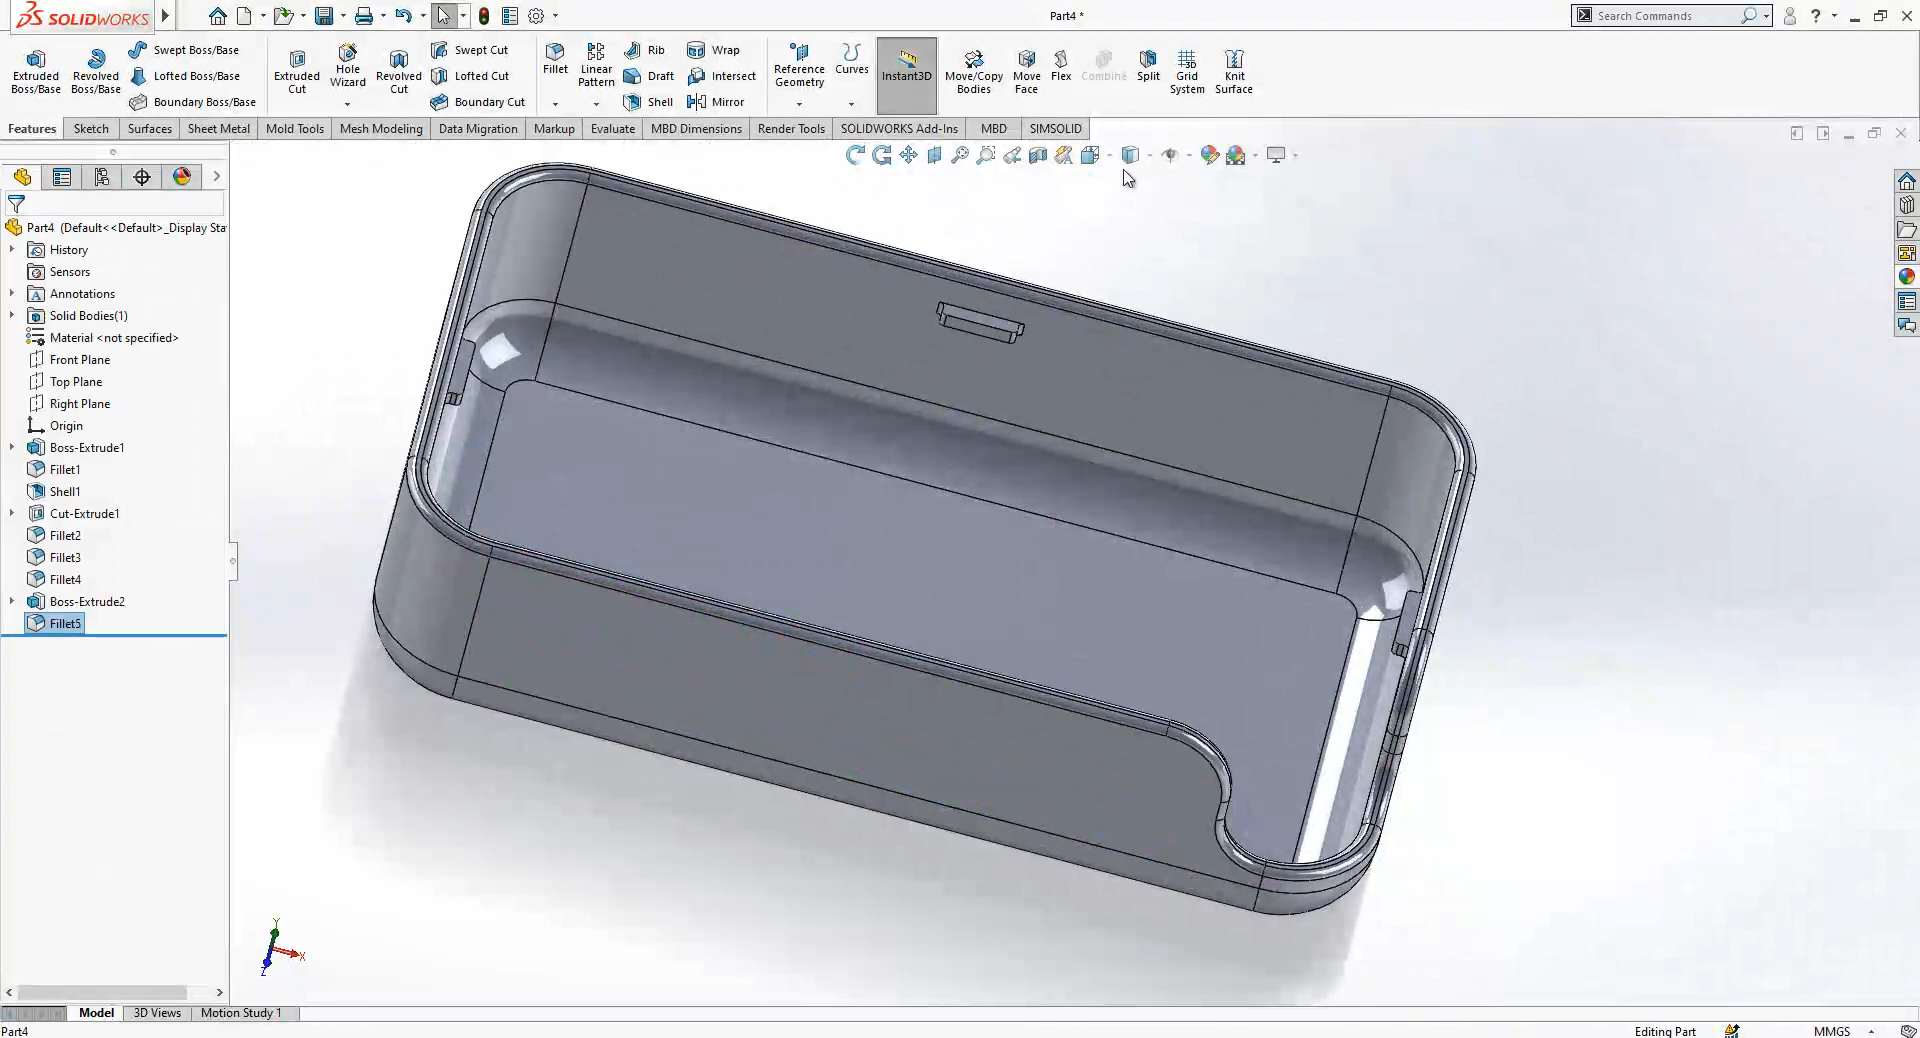 SOLIDWORKS
Part4 *
Search Commands
Extruded Boss/Base
Revolved Boss/Base
Swept Boss/Base
Lofted Boss/Base
Boundary Boss/Base
Extruded Cut
Hole Wizard
Revolved Cut
Swept Cut
Lofted Cut
Boundary Cut
Fillet
Linear Pattern
Rib
Draft
Shell
Wrap
Intersect
Mirror
Reference Geometry
Curves
Instant3D
Move/Copy Bodies
Move Face
Flex
Combine
Split
Grid System
Knit Surface
Features
Sketch
Surfaces
Sheet Metal
Mold Tools
Mesh Modeling
Data Migration
Markup
Evaluate
MBD Dimensions
Render Tools
SOLIDWORKS Add-Ins
MBD
SIMSOLID
Part4 (Default<<Default>_Display Sta
History
Sensors
Annotations
Solid Bodies(1)
Material <not specified>
Front Plane
Top Plane
Right Plane
Origin
Boss-Extrude1
Fillet1
Shell1
Cut-Extrude1
Fillet2
Fillet3
Fillet4
Boss-Extrude2
Fillet5
Y
X
Z
Model
3D Views
Motion Study 1
Part4
Editing Part
MMGS